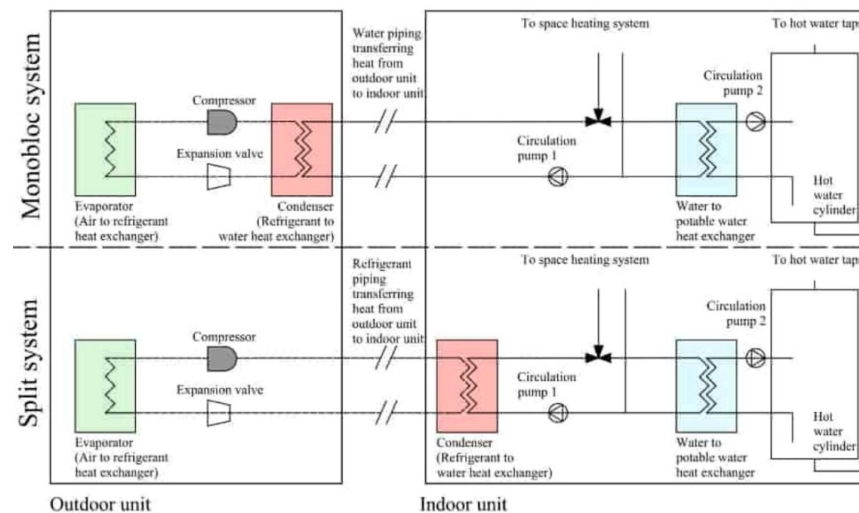 Monobloc system
Water piping
transferring
heat from
outdoor unit
to indoor unit
To space heating system
To hot water taps
Compressor
Circulation
pump 2
Expansion valve
Circulation
pump 1
Evaporator
(Air to refrigerant
heat exchanger)
Condenser
(Refrigerant to
water heat exchanger)
Water to
potable water
heat exchanger
Hot
water
cylinder
Split system
Refrigerant
piping
transferring
heat from
outdoor unit
to indoor unit
To space heating system
To hot water taps
Compressor
Circulation
pump 2
Expansion valve
Circulation
pump 1
Evaporator
(Air to refrigerant
heat exchanger)
Condenser
(Refrigerant to
water heat exchanger)
Water to
potable water
heat exchanger
Hot
water
cylinder
Outdoor unit
Indoor unit